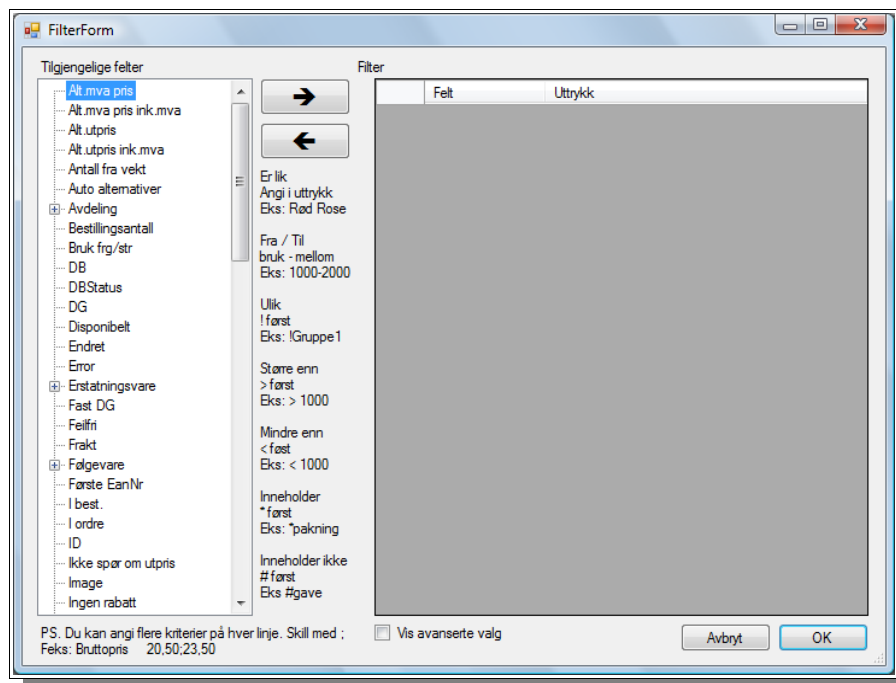 FilterForm
Tilgjengelige felter
Alt.mva pris
Alt.mva pris ink.mva
Alt.utpris
Alt.utpris ink.mva
Antall fra vekt
Auto alternativer
Avdeling
Bestillingsantall
Bruk frg/str
DB
DBStatus
DG
Disponibelt
Endret
Error
Erstatningsvare
Fast DG
Feilfri
Frakt
Følgevare
Første EanNr
I best.
I ordre
ID
Ikke spør om utpris
Image
Ingen rabatt
Er lik
Angi i uttrykk
Eks: Rød Rose
Fra / Til
bruk - mellom
Eks: 1000-2000
Ulik
! først
Eks: !Gruppe1
Større enn
> først
Eks: > 1000
Mindre enn
< føst
Eks: < 1000
Inneholder
* først
Eks: *pakning
Inneholder ikke
# først
Eks #gave
Filter
Felt Uttrykk
PS. Du kan angi flere kriterier på hver linje. Skill med ;
Feks: Bruttopris 20,50;23,50
Vis avanserte valg
Avbryt
OK